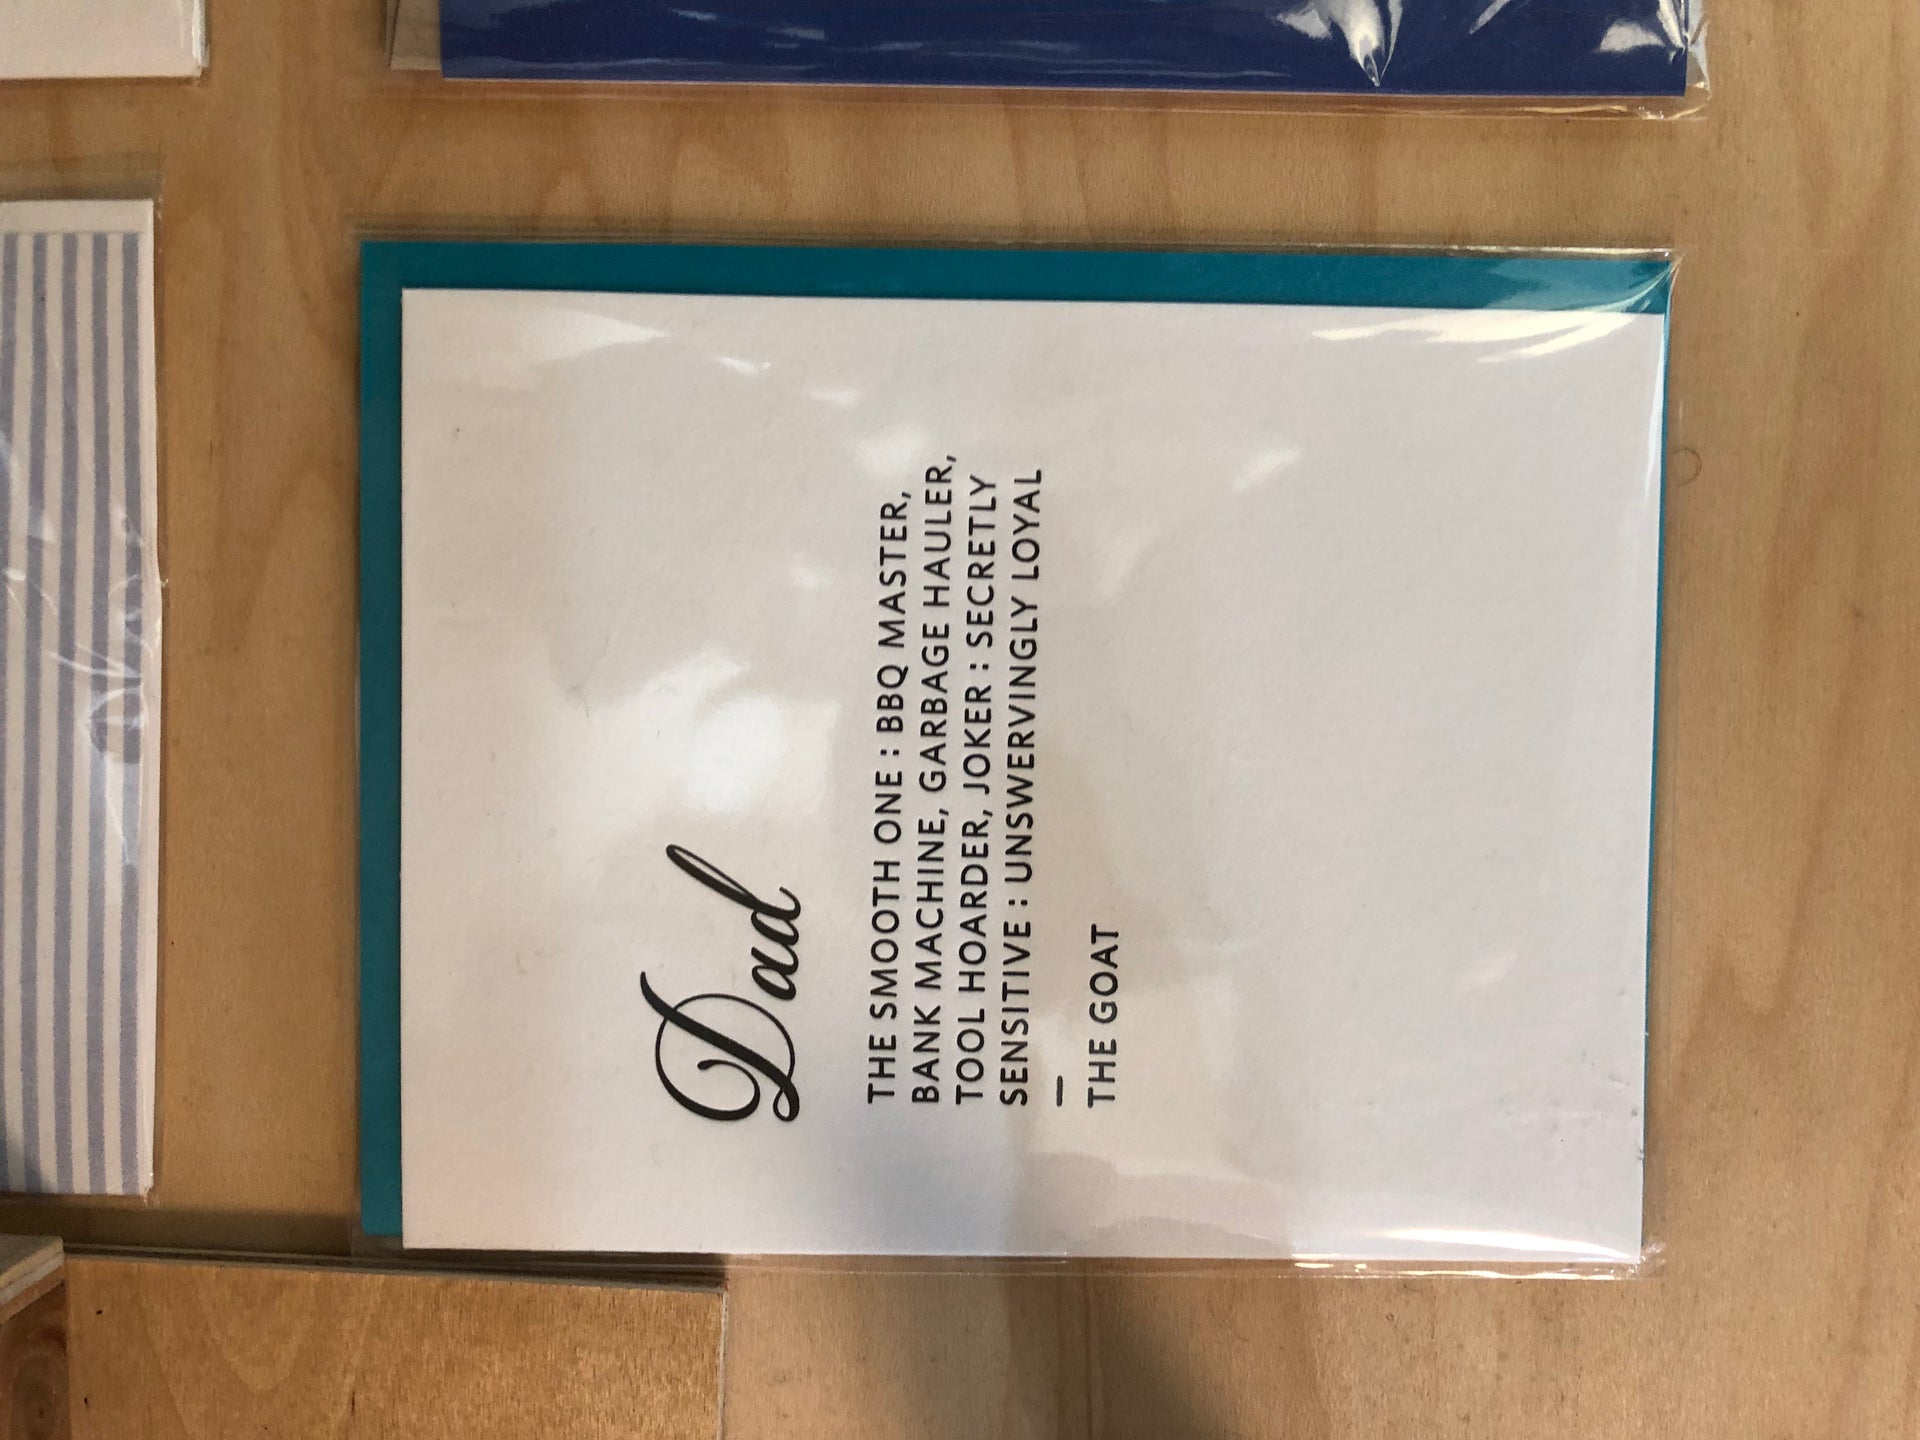 Dad
THE SMOOTH ONE : BBQ MASTER,
BANK MACHINE, GARBAGE HAULER,
TOOL HOARDER, JOKER : SECRETLY
SENSITIVE : UNSWERVINGLY LOYAL
—
THE GOAT